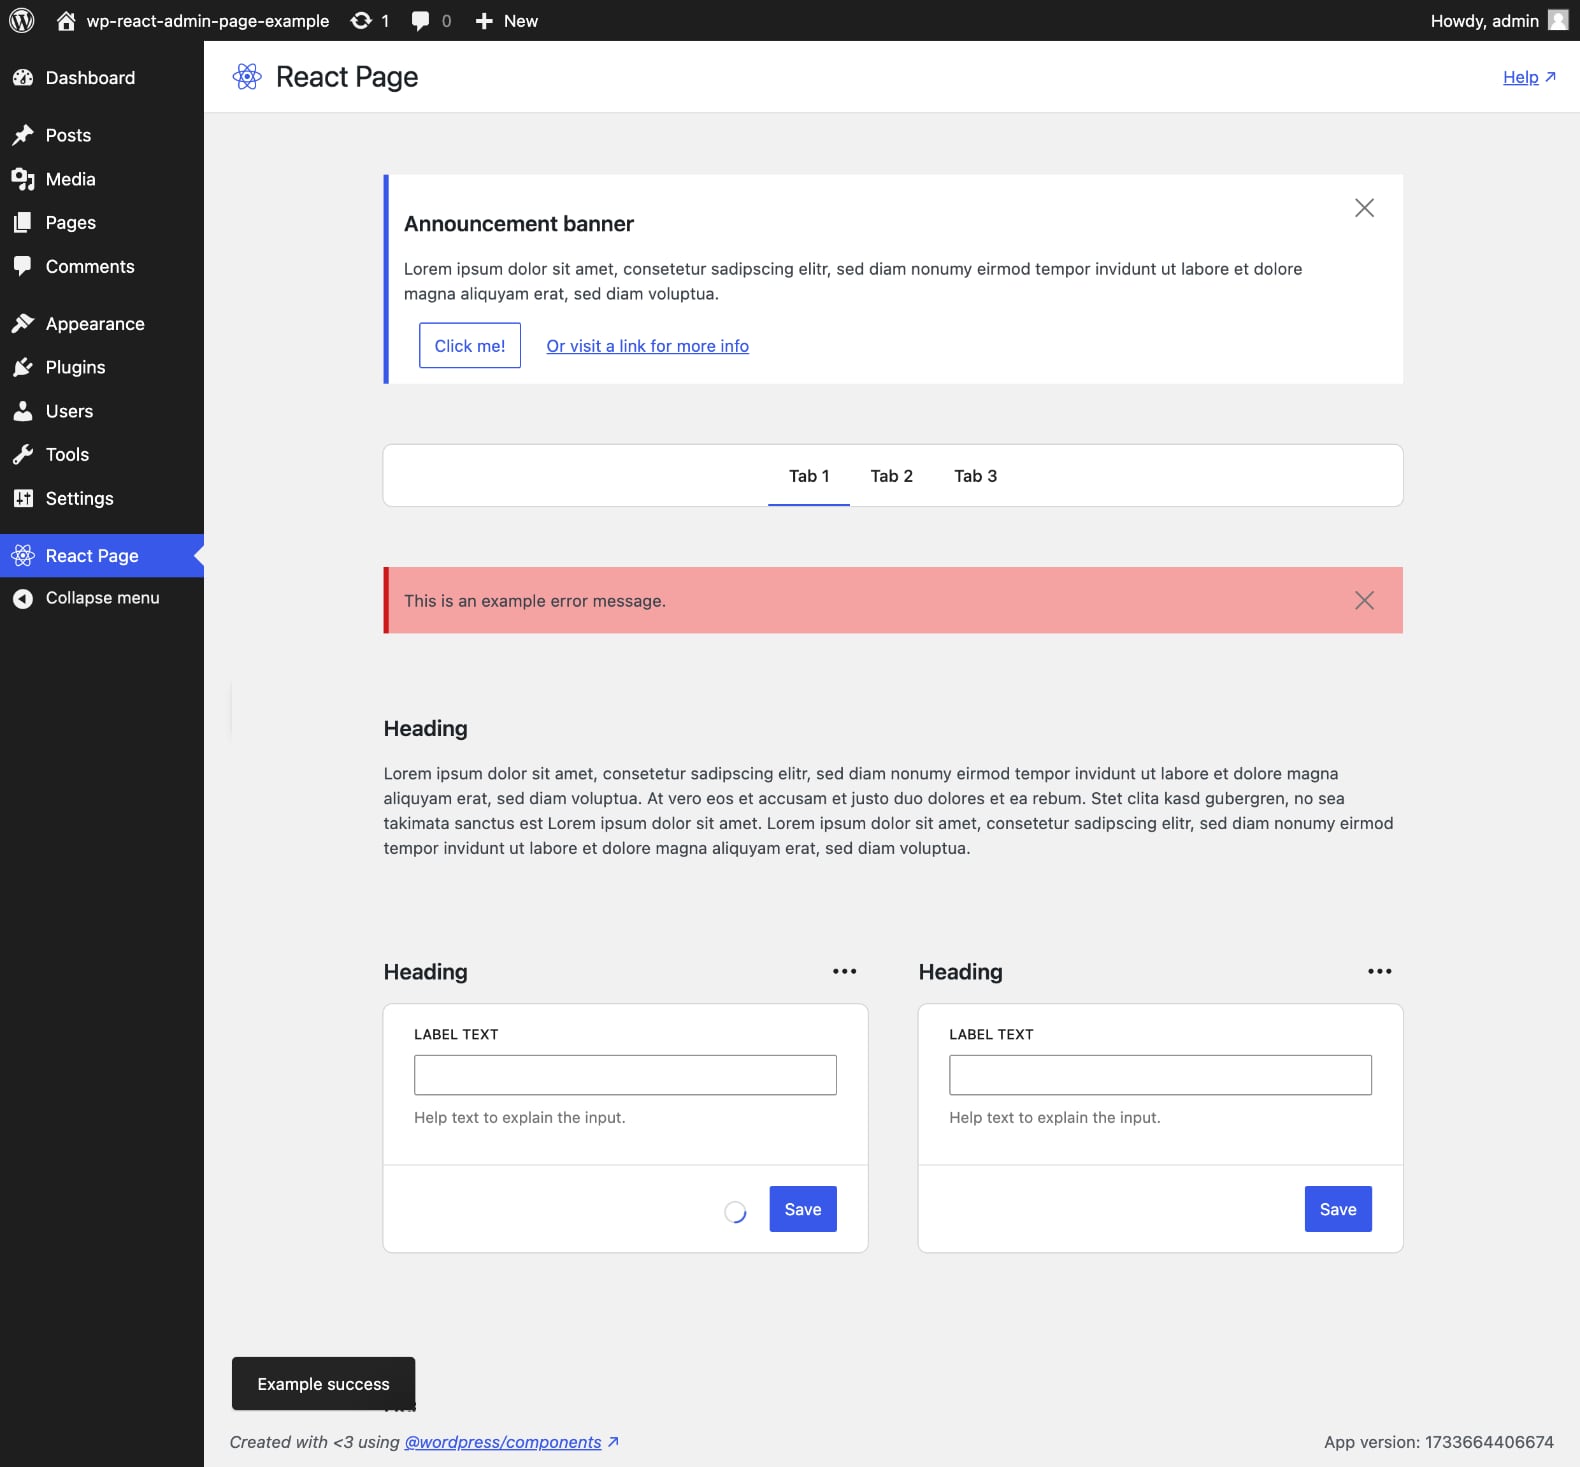 wp-react-admin-page-example 1 0 New Howdy, admin
Dashboard
Posts
Media
Pages
Comments
Appearance
Plugins
Users
Tools
Settings
React Page
Collapse menu
React Page Help ↗
Announcement banner
Lorem ipsum dolor sit amet, consetetur sadipscing elitr, sed diam nonumy eirmod tempor invidunt ut labore et dolore
magna aliquyam erat, sed diam voluptua.
Click me! Or visit a link for more info
Tab 1 Tab 2 Tab 3
This is an example error message.
Heading
Lorem ipsum dolor sit amet, consetetur sadipscing elitr, sed diam nonumy eirmod tempor invidunt ut labore et dolore magna
aliquyam erat, sed diam voluptua. At vero eos et accusam et justo duo dolores et ea rebum. Stet clita kasd gubergren, no sea
takimata sanctus est Lorem ipsum dolor sit amet. Lorem ipsum dolor sit amet, consetetur sadipscing elitr, sed diam nonumy eirmod
tempor invidunt ut labore et dolore magna aliquyam erat, sed diam voluptua.
Heading
LABEL TEXT
Help text to explain the input.
Save
Heading
LABEL TEXT
Help text to explain the input.
Save
Example success
Created with <3 using @wordpress/components ↗ App version: 1733664406674